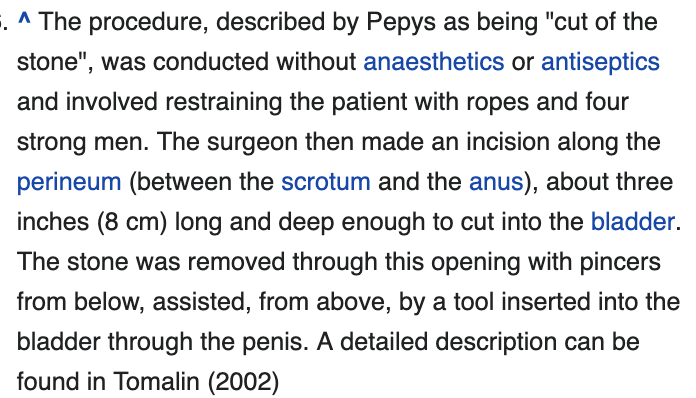 . ^ The procedure, described by Pepys as being "cut of the
stone", was conducted without anaesthetics or antiseptics
and involved restraining the patient with ropes and four
strong men. The surgeon then made an incision along the
perineum (between the scrotum and the anus), about three
inches (8 cm) long and deep enough to cut into the bladder.
The stone was removed through this opening with pincers
from below, assisted, from above, by a tool inserted into the
bladder through the penis. A detailed description can be
found in Tomalin (2002)